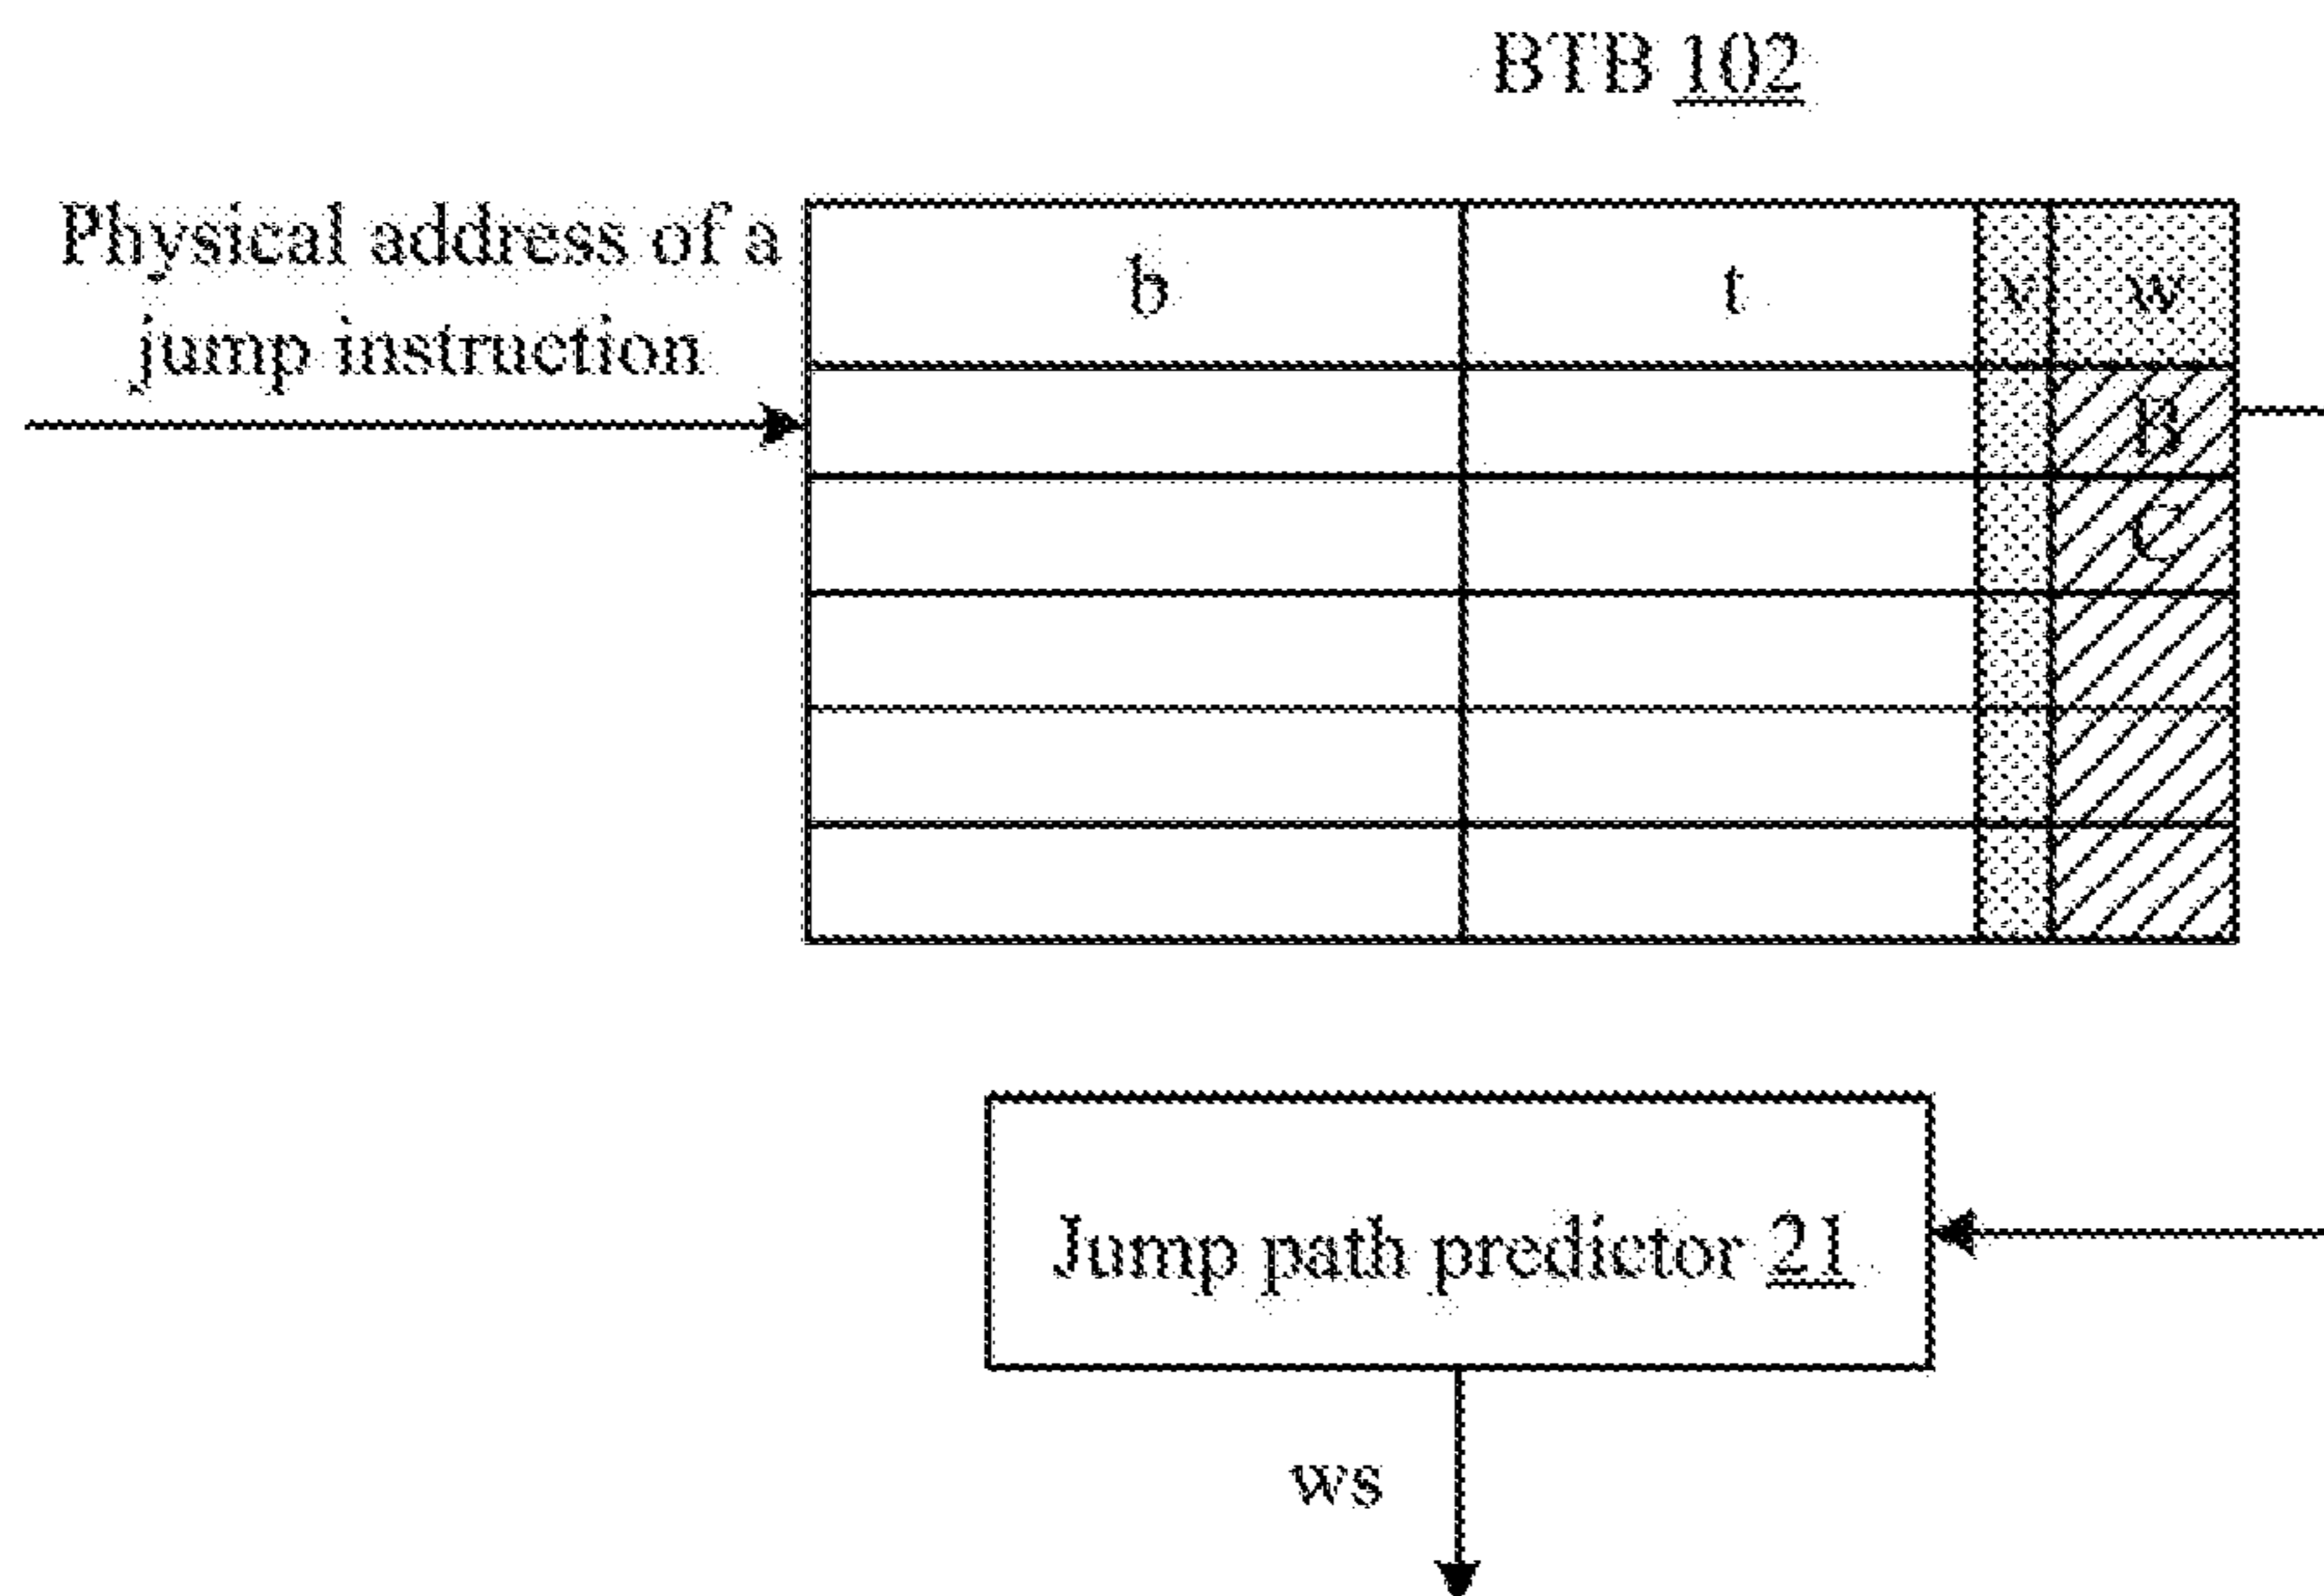 BTB 102
Physical address of a
jump instruction
b
t
v
w
B
C
Jump path predictor 21
ws